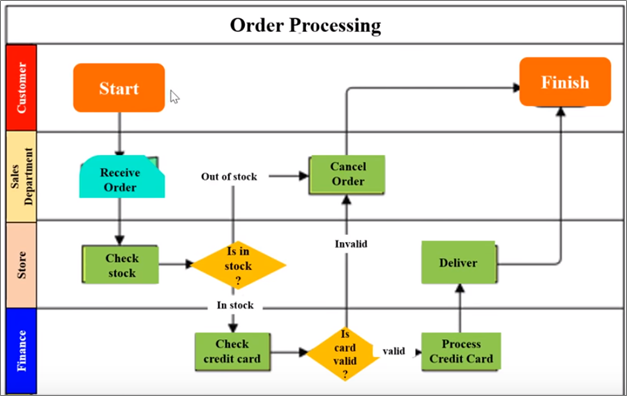 Order Processing
Customer
Start
Finish
Sales
Department
Receive
Order
Out of stock
Cancel
Order
Store
Check
stock
Is in
stock
?
Invalid
Deliver
In stock
Finance
Check
credit card
Is
card
valid
?
valid
Process
Credit Card